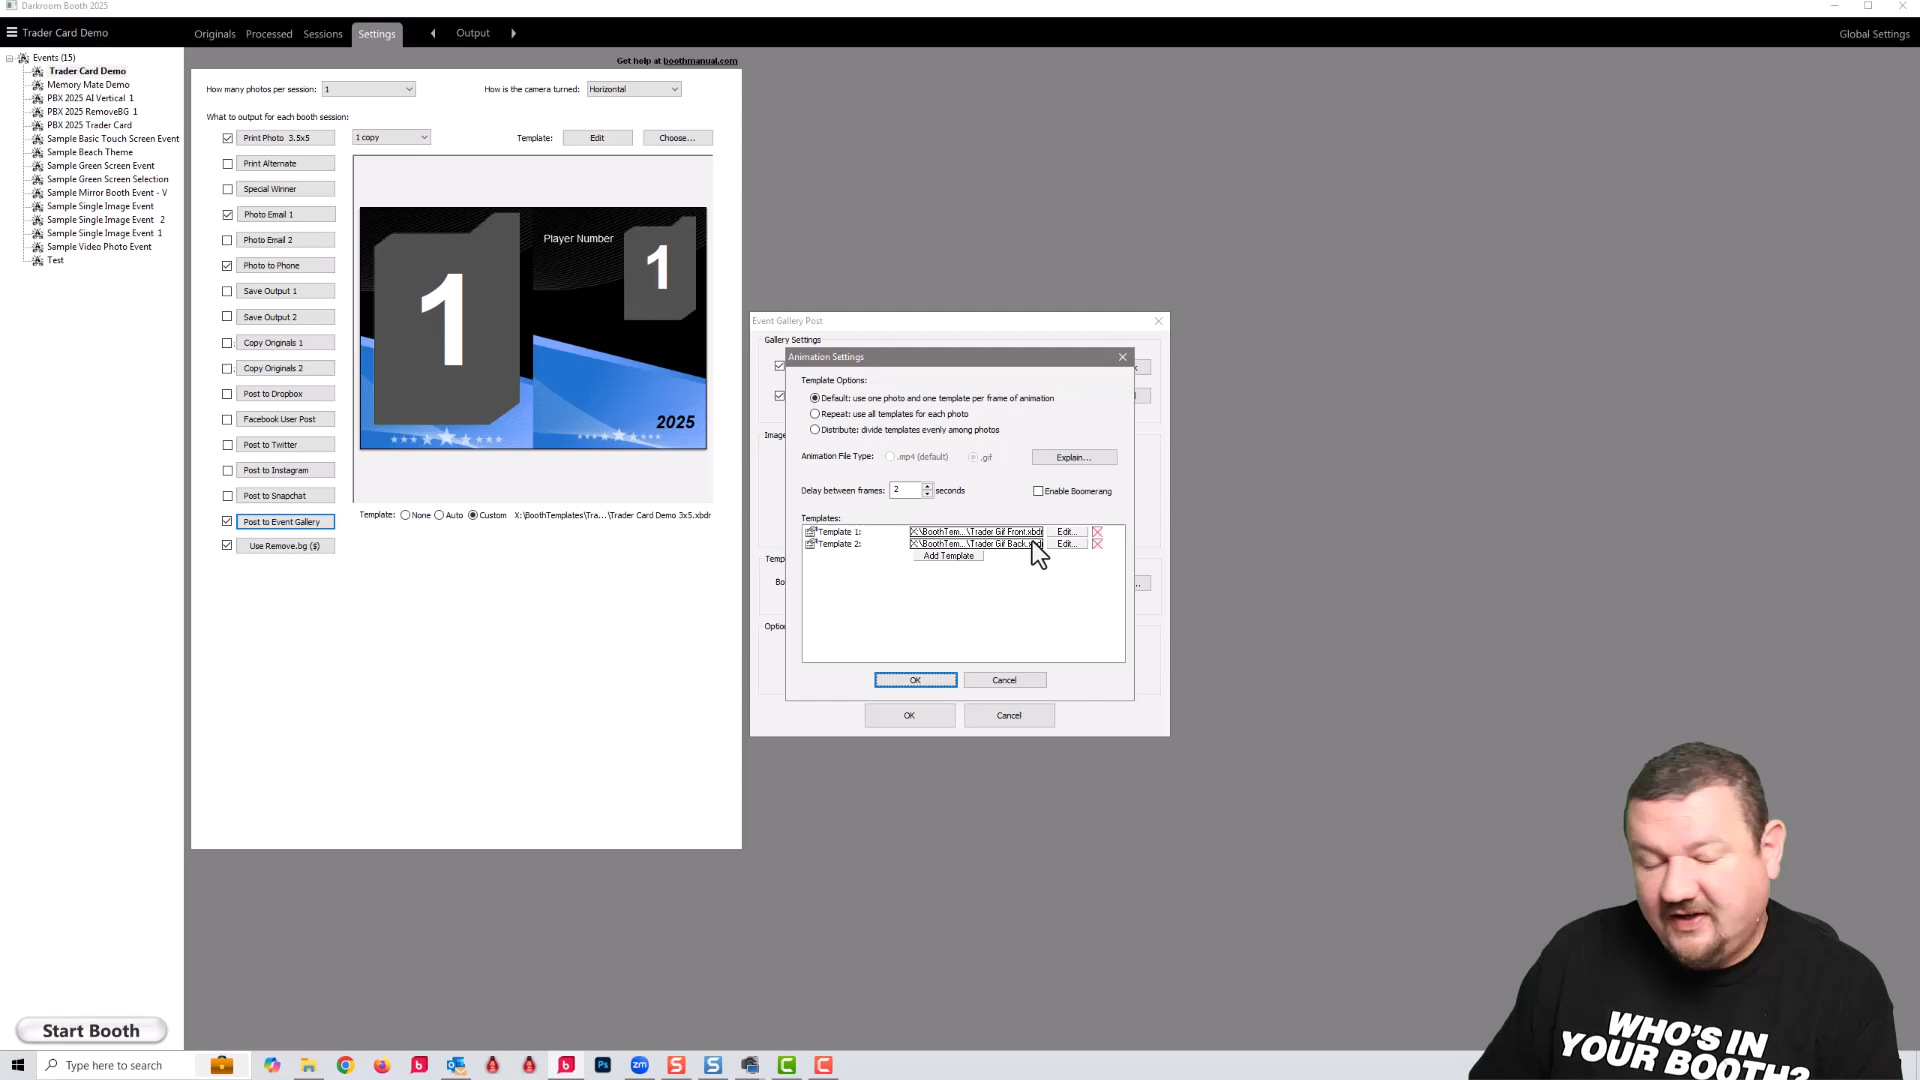 Darkroom Booth 2025
Trader Card Demo
Originals Processed Sessions Settings Output Global Settings
Get help at boothmanual.com
Events (15)
Trader Card Demo
Memory Mate Demo
PBX 2025 AI Vertical 1
PBX 2025 RemoveBG 1
PBX 2025 Trader Card
Sample Basic Touch Screen Event
Sample Beach Theme
Sample Green Screen Event
Sample Green Screen Selection
Sample Mirror Booth Event - V
Sample Single Image Event
Sample Single Image Event 2
Sample Single Image Event 1
Sample Video Photo Event
Test
How many photos per session: 1 How is the camera turned: Horizontal
What to output for each booth session:
Print Photo 3.5x5 1 copy Template: Edit Choose...
Print Alternate
Special Winner
Photo Email 1
Photo Email 2
Photo to Phone
Save Output 1
Save Output 2
Copy Originals 1
Copy Originals 2
Post to Dropbox
Facebook User Post
Post to Twitter
Post to Instagram
Post to Snapchat
Post to Event Gallery
Use Remove.bg ($)
Player Number
1
1
2025
Template: None Auto Custom X:\BoothTemplates\Tra...\Trader Card Demo 3x5.xbdr
Event Gallery Post
Gallery Settings
Animation Settings
Template Options:
Default: use one photo and one template per frame of animation
Repeat: use all templates for each photo
Distribute: divide templates evenly among photos
Animation File Type: .mp4 (default) .gif Explain...
Delay between frames: 2 seconds Enable Boomerang
Templates:
Template 1: X:\BoothTem...\Trader Gif Front.xbdr Edit...
Template 2: X:\BoothTem...\Trader Gif Back.xbdr Edit...
Add Template
OK Cancel
OK Cancel
Start Booth
Type here to search
WHO'S IN
YOUR BOOTH?